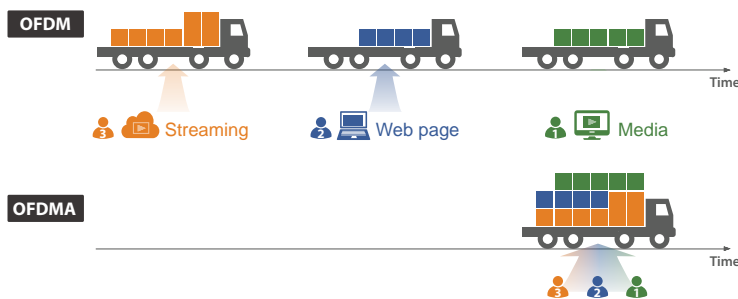 OFDM
Time
3 Streaming
2 Web page
1 Media
OFDMA
Time
3 2 1